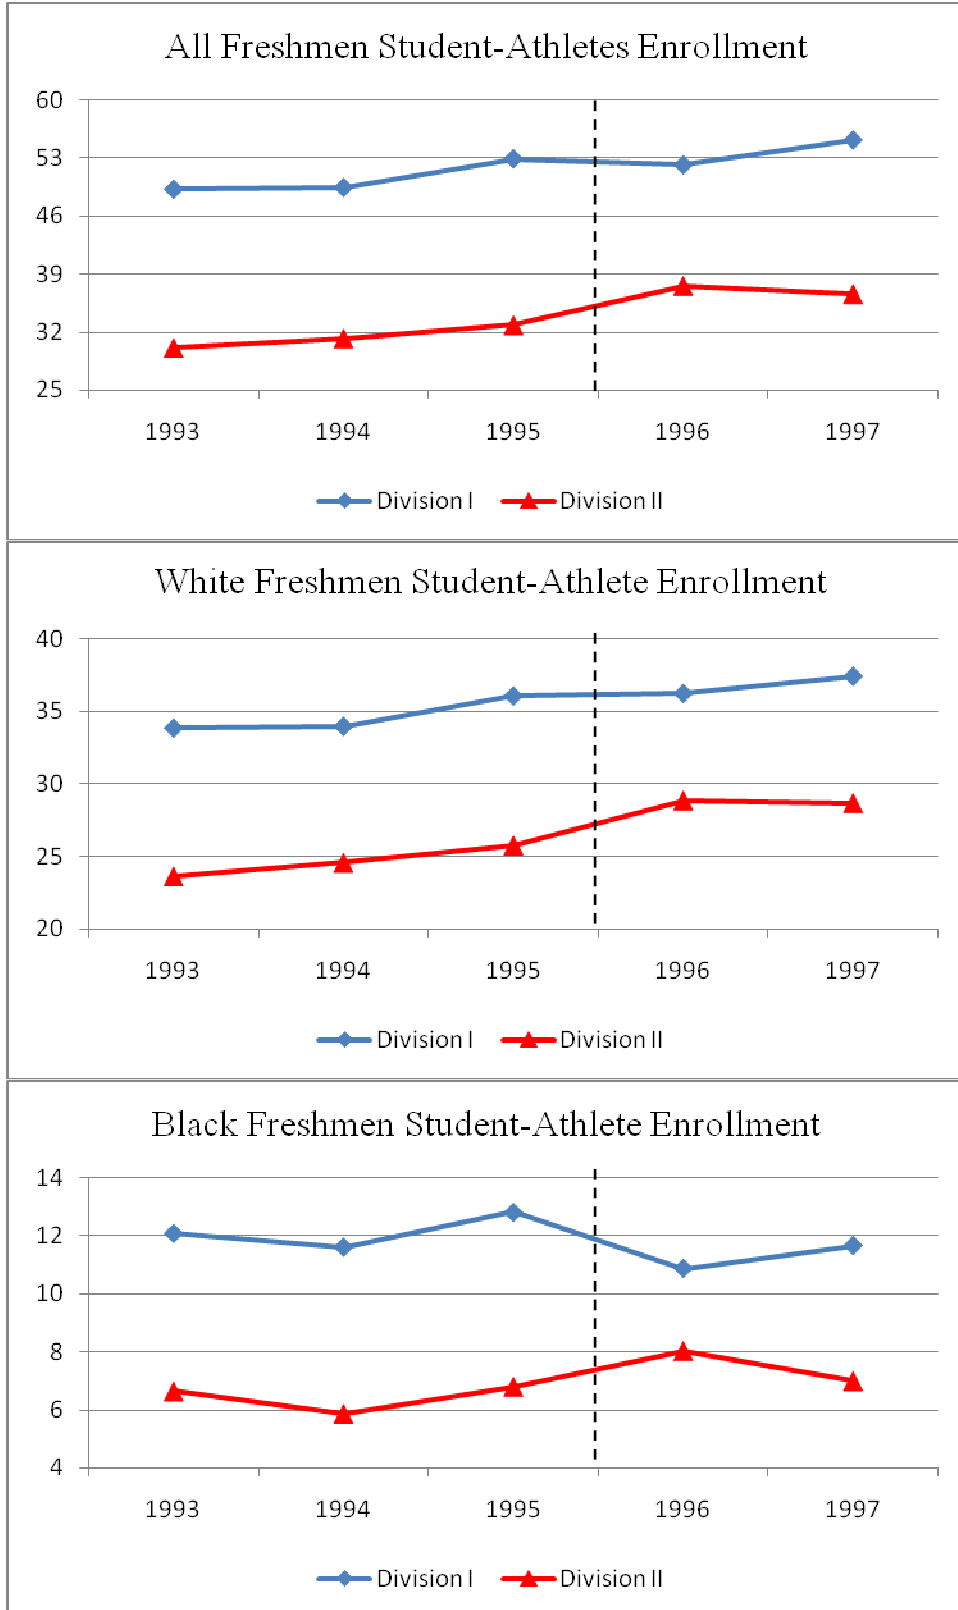 All Freshmen Student-Athletes Enrollment
60
53
46
39
32
25
1993 1994 1995 1996 1997
Division I Division II
White Freshmen Student-Athlete Enrollment
40
35
30
25
20
1993 1994 1995 1996 1997
Division I Division II
Black Freshmen Student-Athlete Enrollment
14
12
10
8
6
4
1993 1994 1995 1996 1997
Division I Division II